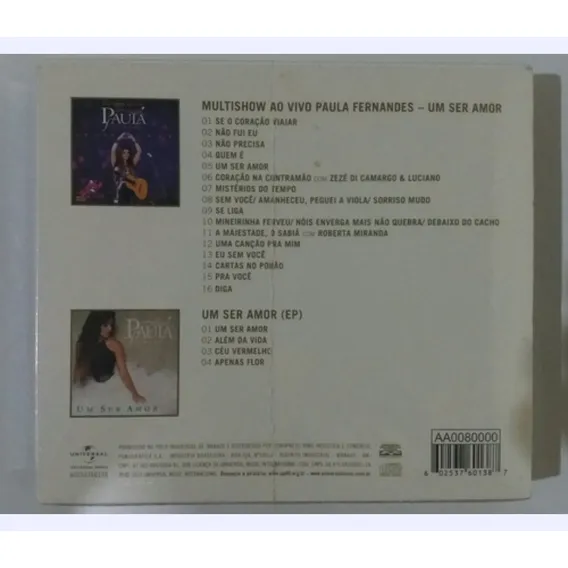 PAULA
MULTISHOW AO VIVO PAULA FERNANDES – UM SER AMOR
01 SE O CORAÇÃO VIAJAR
02 NÃO FUI EU
03 NÃO PRECISA
04 QUEM É
05 UM SER AMOR
06 CORAÇÃO NA CONTRAMÃO COM ZEZÉ DI CAMARGO & LUCIANO
07 MISTÉRIOS DO TEMPO
08 SEM VOCÊ/ AMANHECEU, PEGUEI A VIOLA/ SORRISO MUDO
09 SE LIGA
10 MINEIRINHA FERVEU/ NÓIS ENVERGA MAIS NÃO QUEBRA/ DEBAIXO DO CACHO
11 A MAJESTADE, O SABIÁ COM ROBERTA MIRANDA
12 UMA CANÇÃO PRA MIM
13 EU SEM VOCÊ
14 CARTAS NO PORÃO
15 PRA VOCÊ
16 DIGA
PAULA
UM SER AMOR
UM SER AMOR (EP)
01 UM SER AMOR
02 ALÉM DA VIDA
03 CÉU VERMELHO
04 APENAS FLOR
UNIVERSAL
AA0080000
6 02537 60138 7